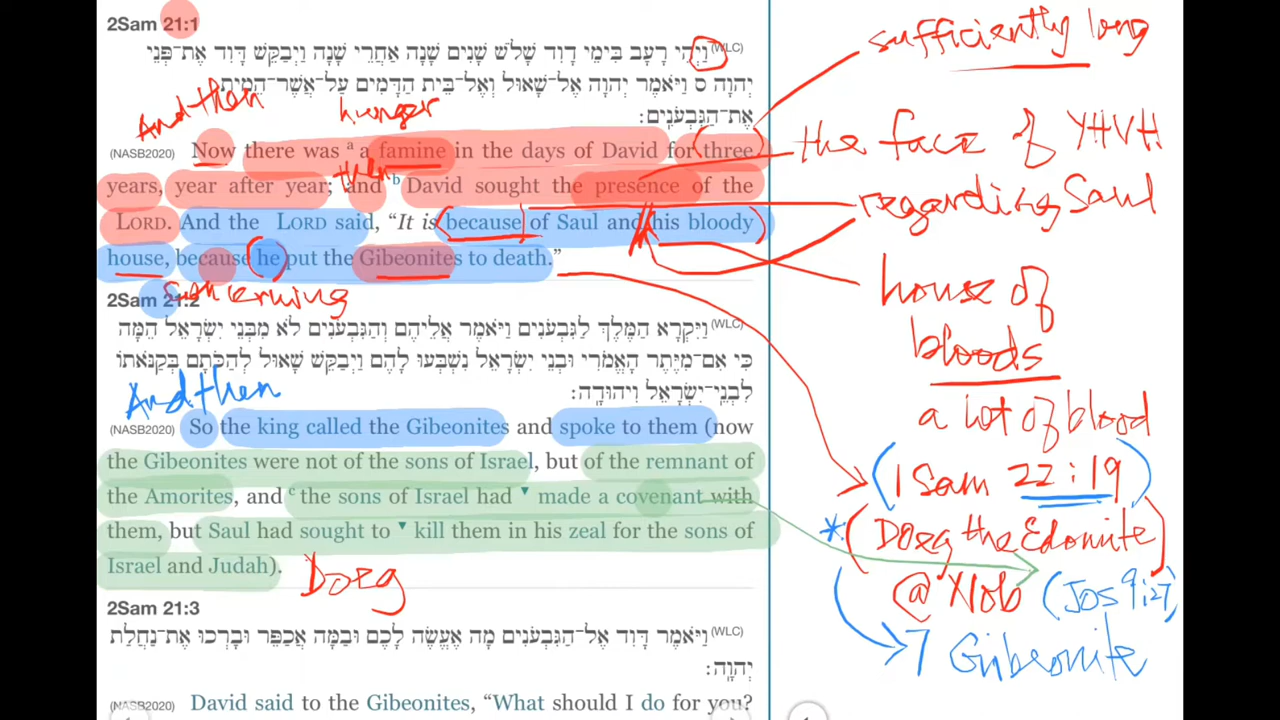 2Sam 21:1
(WLC) וַיְהִי רָעָב בִּימֵי דָוִד שָׁלֹשׁ שָׁנִים שָׁנָה אַחֲרֵי שָׁנָה וַיְבַקֵּשׁ דָּוִד אֶת־פְּנֵי
יְהוָה ס וַיֹּאמֶר יְהוָה אֶל־שָׁאוּל וְאֶל־בֵּית הַדָּמִים עַל־אֲשֶׁר־הֵמִית
אֶת־הַגִּבְעֹנִים׃
And then hunger
(NASB2020) Now there was ᵃ a famine in the days of David for three
then
years, year after year; and ᵇ David sought the presence of the
LORD. And the LORD said, “It is because of Saul and his bloody
house, because he put the Gibeonites to death.”
concerning
2Sam 21:2
(WLC) וַיִּקְרָא הַמֶּלֶךְ לַגִּבְעֹנִים וַיֹּאמֶר אֲלֵיהֶם וְהַגִּבְעֹנִים לֹא מִבְּנֵי יִשְׂרָאֵל הֵמָּה
כִּי אִם־מִיֶּתֶר הָאֱמֹרִי וּבְנֵי יִשְׂרָאֵל נִשְׁבְּעוּ לָהֶם וַיְבַקֵּשׁ שָׁאוּל לְהַכֹּתָם בְּקַנֹּאתוֹ
לִבְנֵי־יִשְׂרָאֵל וִיהוּדָה׃
And then
(NASB2020) So the king called the Gibeonites and spoke to them (now
the Gibeonites were not of the sons of Israel, but of the remnant of
the Amorites, and ᶜ the sons of Israel had ▼ made a covenant with
them, but Saul had sought to ▼ kill them in his zeal for the sons of
Israel and Judah).
Doeg
2Sam 21:3
(WLC) וַיֹּאמֶר דָּוִד אֶל־הַגִּבְעֹנִים מָה אֶעֱשֶׂה לָכֶם וּבַמָּה אֲכַפֵּר וּבָרְכוּ אֶת־נַחֲלַת
יְהוָה׃
(NASB2020) David said to the Gibeonites, “What should I do for you?
sufficiently long
the face of YHVH
regarding Saul
house of
bloods
a lot of blood
(1 Sam 22:19)
* (Doeg the Edomite)
@ Nob (Jos 9:27)
7 Gibeonite